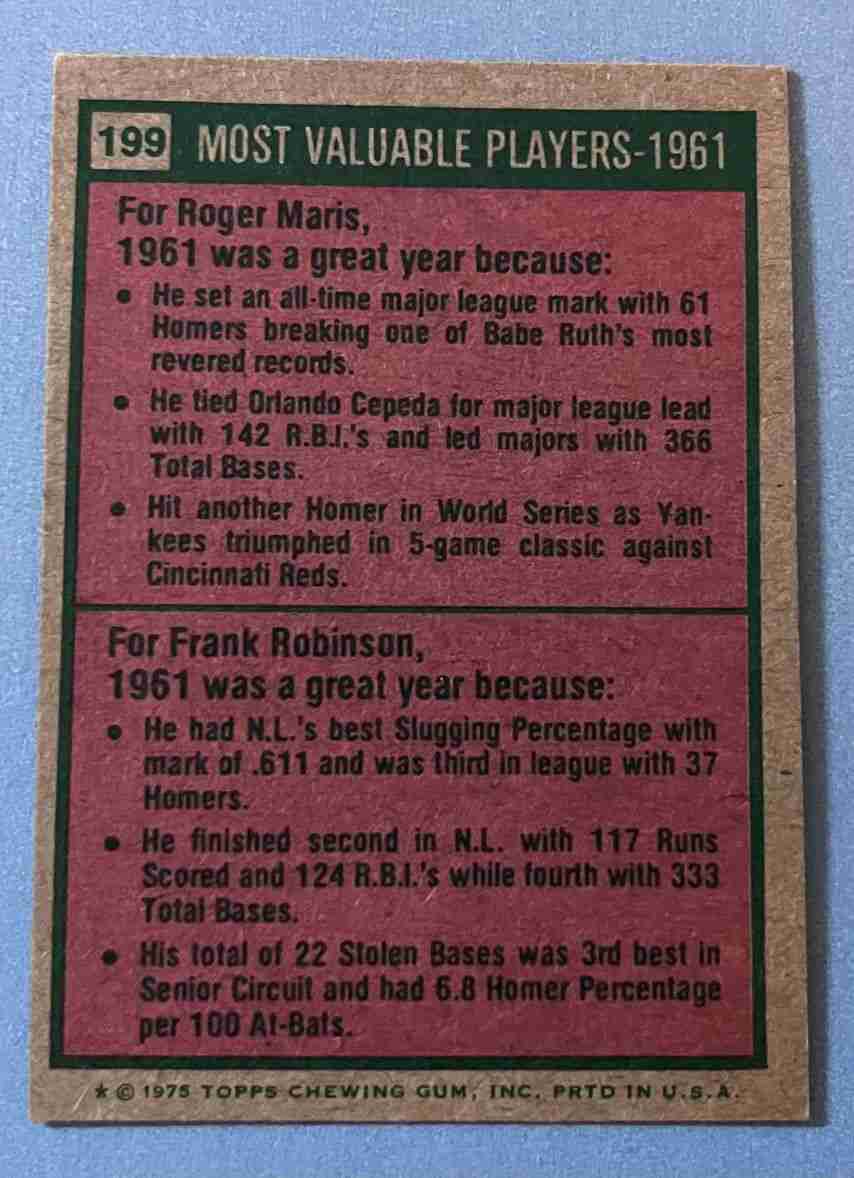 199 MOST VALUABLE PLAYERS-1961
For Roger Maris,
1961 was a great year because:
• He set an all-time major league mark with 61
Homers breaking one of Babe Ruth's most
revered records.
• He tied Orlando Cepeda for major league lead
with 142 R.B.I.'s and led majors with 366
Total Bases.
• Hit another Homer in World Series as Yan-
kees triumphed in 5-game classic against
Cincinnati Reds.
For Frank Robinson,
1961 was a great year because:
• He had N.L.'s best Slugging Percentage with
mark of .611 and was third in league with 37
Homers.
• He finished second in N.L. with 117 Runs
Scored and 124 R.B.I.'s while fourth with 333
Total Bases.
• His total of 22 Stolen Bases was 3rd best in
Senior Circuit and had 6.8 Homer Percentage
per 100 At-Bats.
★ © 1975 TOPPS CHEWING GUM, INC. PRTD IN U.S.A.